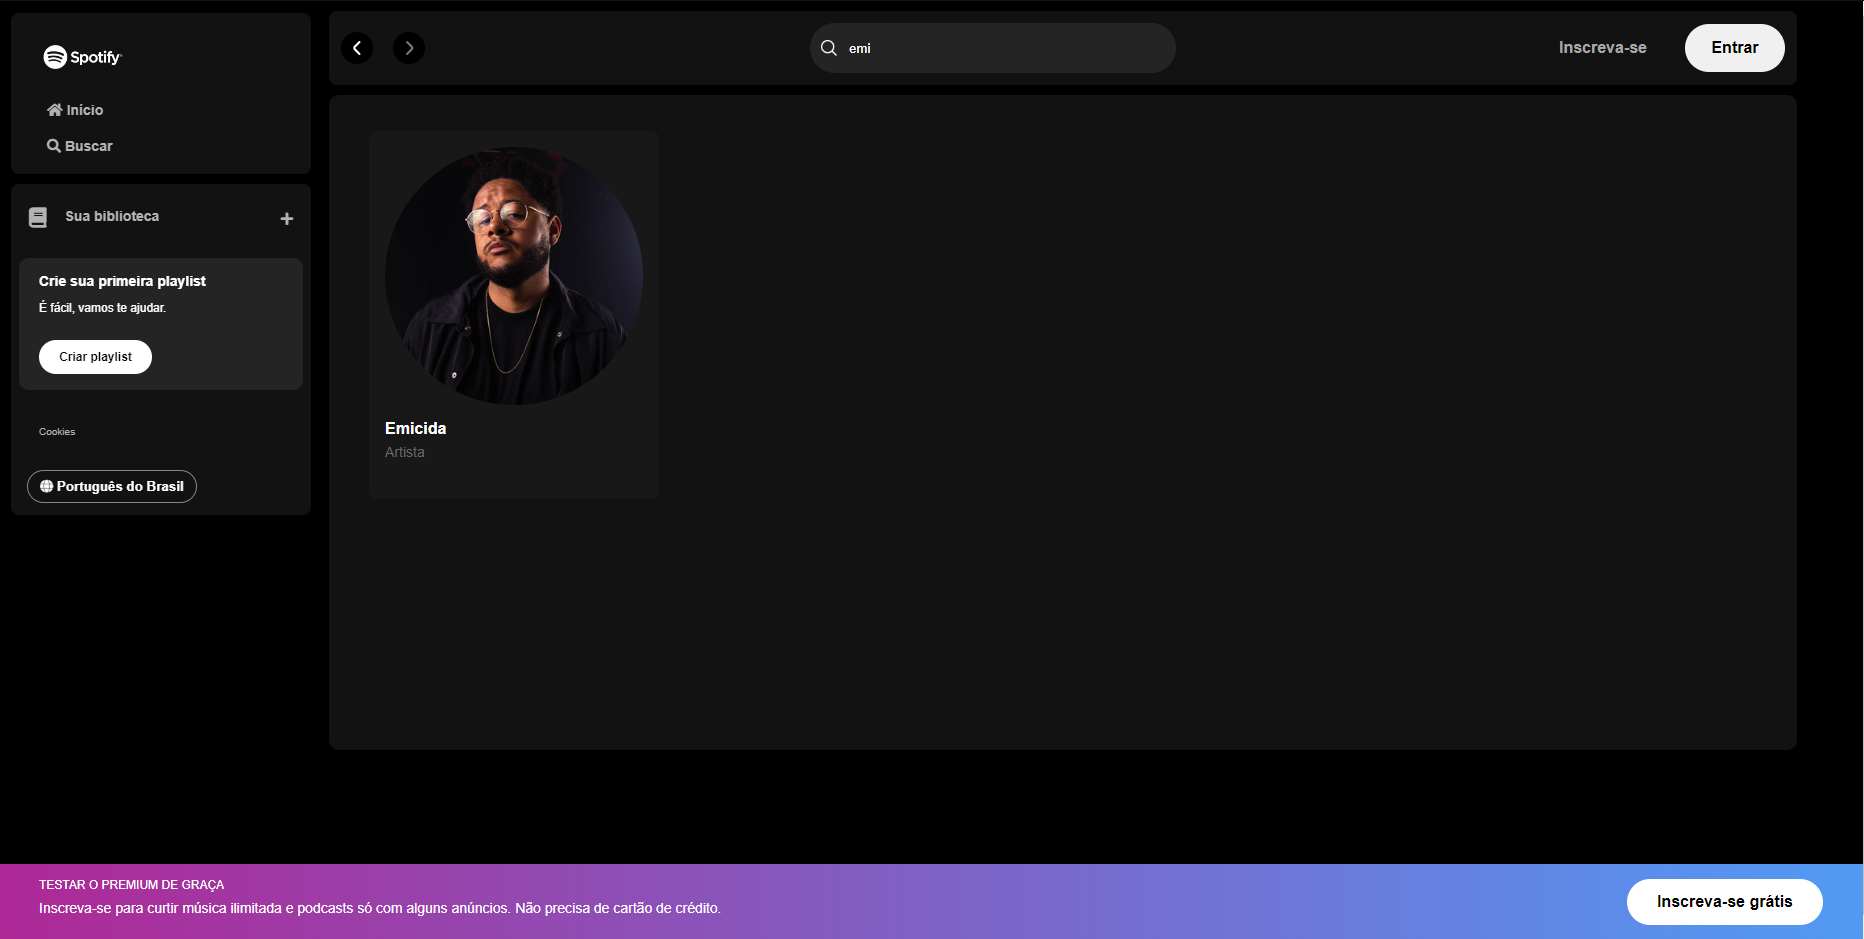 Spotify
Início
Buscar
Sua biblioteca
Crie sua primeira playlist
É fácil, vamos te ajudar.
Criar playlist
Cookies
Português do Brasil
emi
Inscreva-se
Entrar
Emicida
Artista
TESTAR O PREMIUM DE GRAÇA
Inscreva-se para curtir música ilimitada e podcasts só com alguns anúncios. Não precisa de cartão de crédito.
Inscreva-se grátis